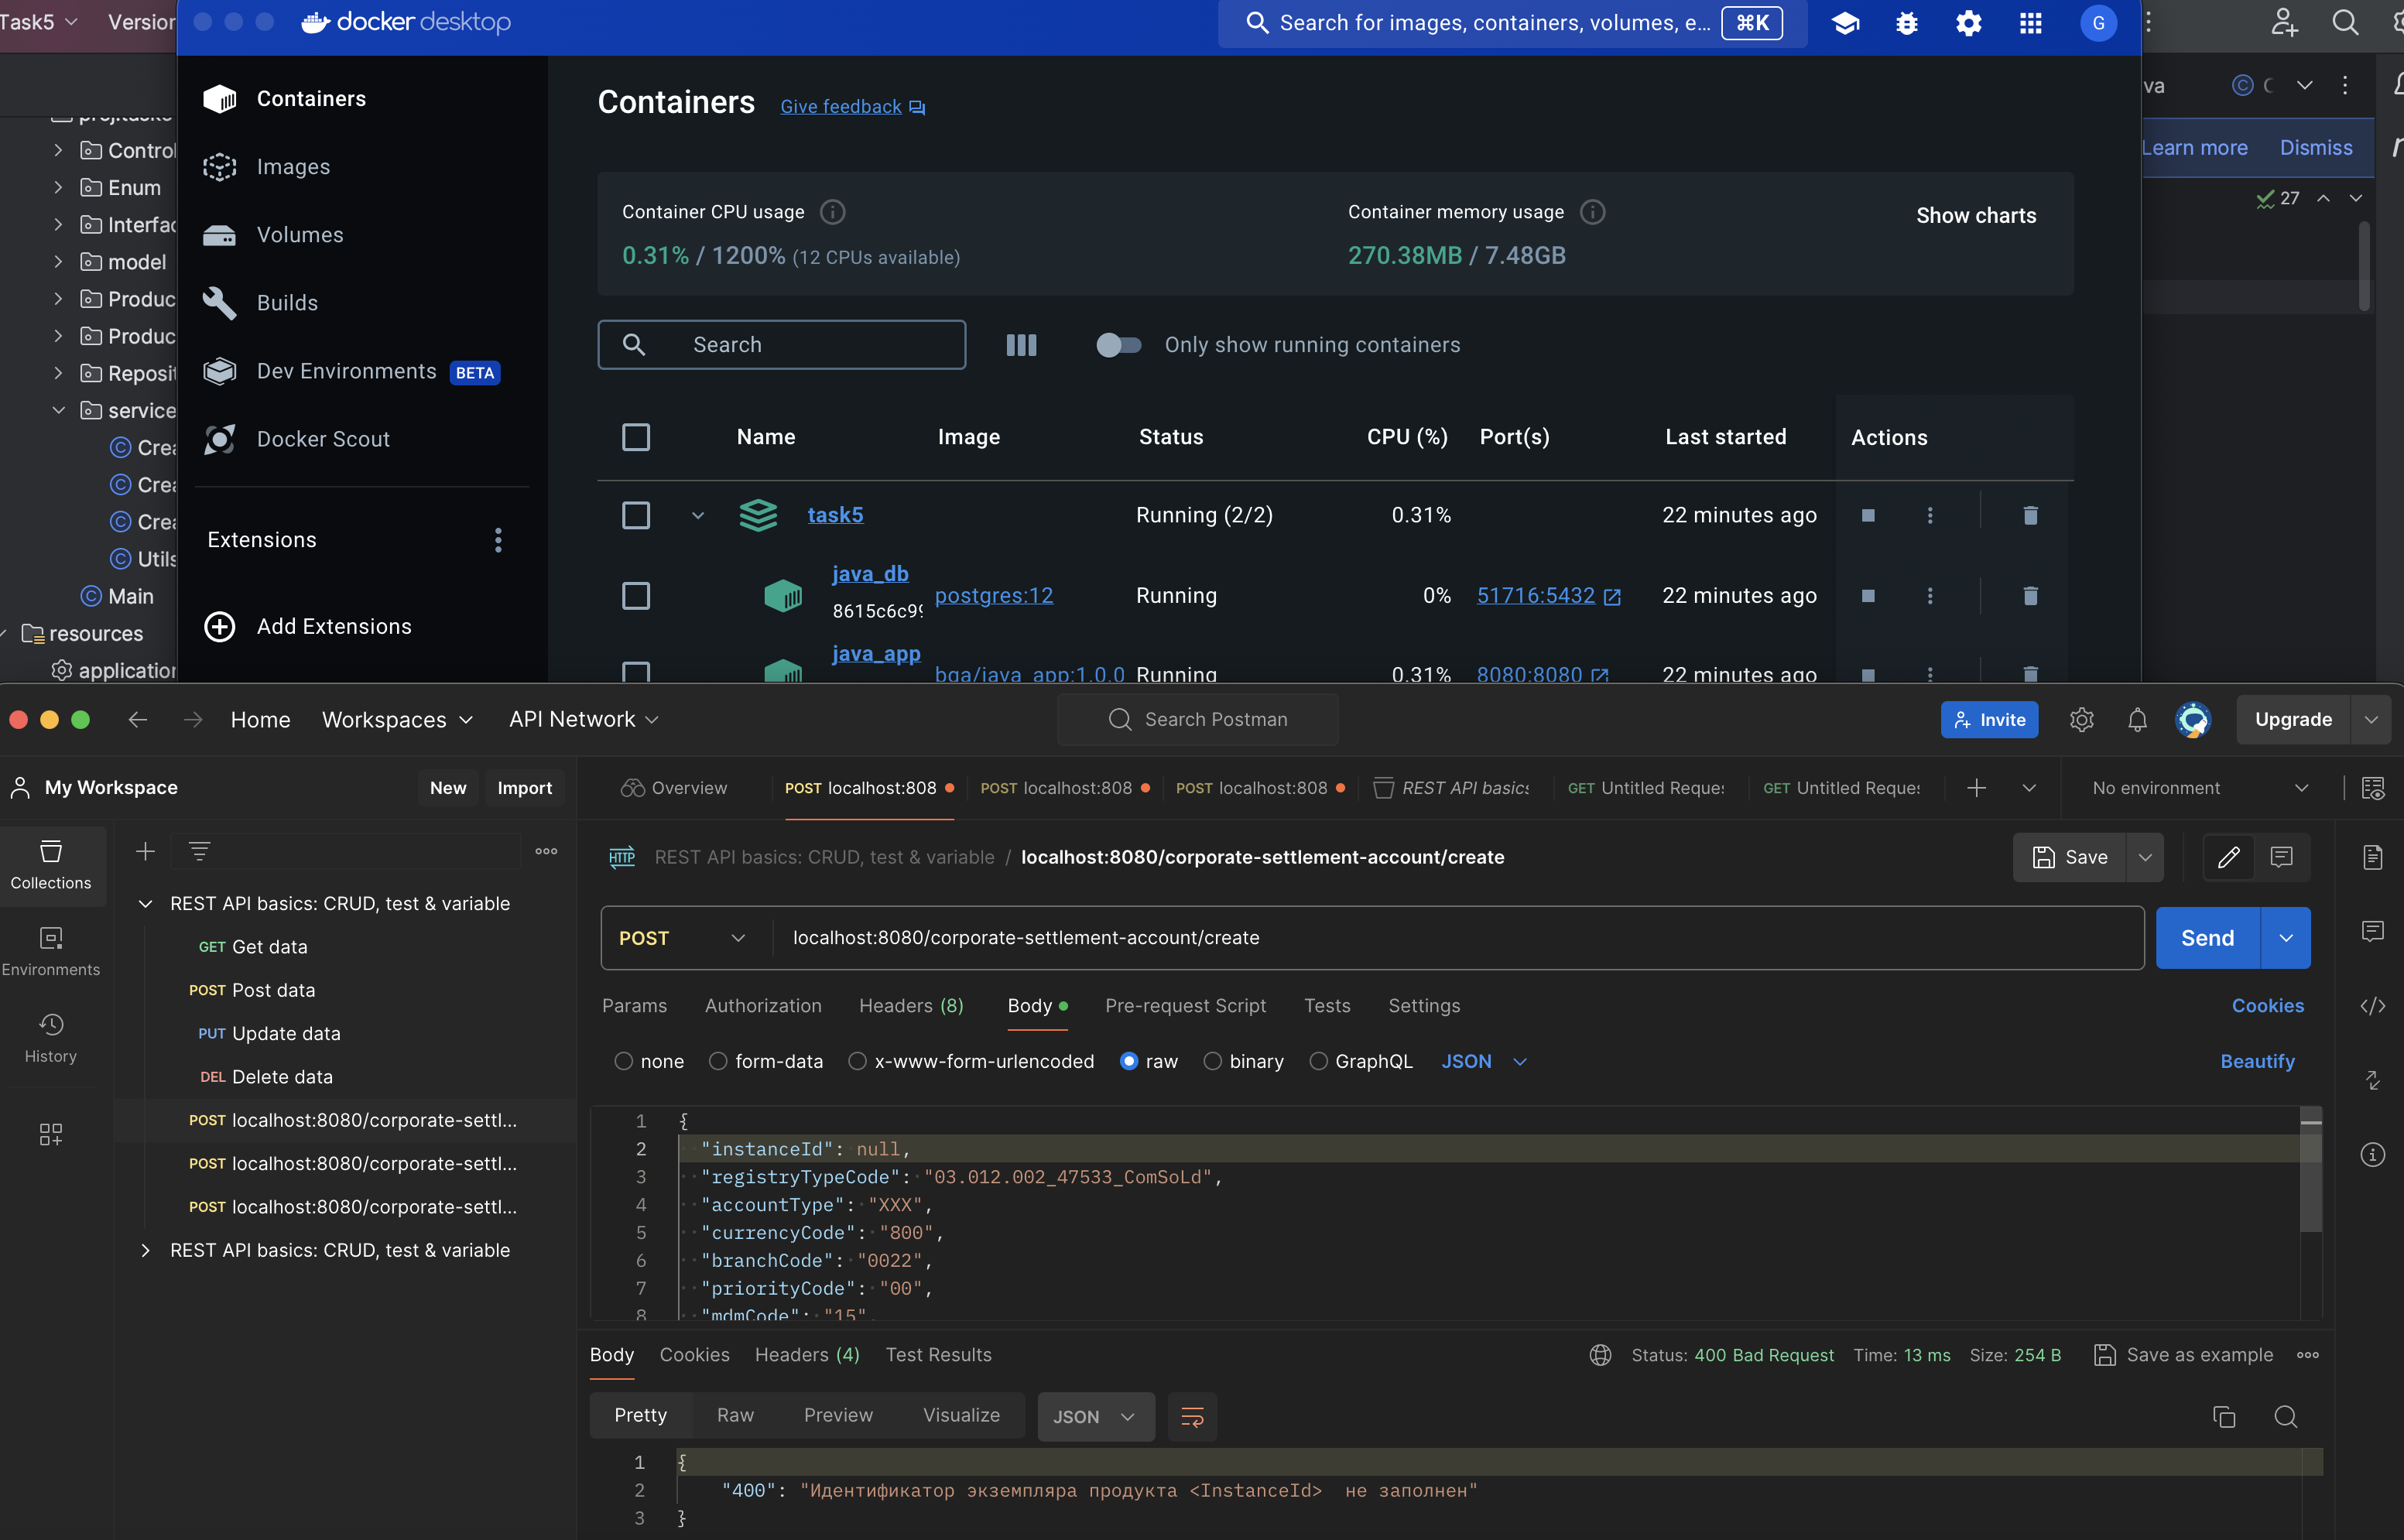 Task5
Version
docker desktop
Search for images, containers, volumes, e...
⌘K
G
Containers
Images
Volumes
Builds
Dev Environments BETA
Docker Scout
Extensions
Add Extensions
Containers
Give feedback
Container CPU usage
0.31% / 1200% (12 CPUs available)
Container memory usage
270.38MB / 7.48GB
Show charts
Search
Only show running containers
Name Image Status CPU (%) Port(s) Last started Actions
task5 Running (2/2) 0.31% 22 minutes ago
java_db
8615c6c9
postgres:12 Running 0% 51716:5432 22 minutes ago
java_app
bga/java_app:1.0.0 Running 0.31% 8080:8080 22 minutes ago
Control
Enum
Interfac
model
Produc
Produc
Reposit
service
Crea
Crea
Crea
Utils
Main
resources
application
va
Learn more Dismiss
27
Home Workspaces API Network
Search Postman
Invite
Upgrade
My Workspace
New Import
Overview
POST localhost:808
POST localhost:808
POST localhost:808
REST API basics
GET Untitled Reque
GET Untitled Reque
No environment
Collections
Environments
History
REST API basics: CRUD, test & variable
GET Get data
POST Post data
PUT Update data
DEL Delete data
POST localhost:8080/corporate-settl...
POST localhost:8080/corporate-settl...
POST localhost:8080/corporate-settl...
REST API basics: CRUD, test & variable
HTTP REST API basics: CRUD, test & variable / localhost:8080/corporate-settlement-account/create
Save
POST localhost:8080/corporate-settlement-account/create
Send
Params Authorization Headers (8) Body Pre-request Script Tests Settings Cookies
none form-data x-www-form-urlencoded raw binary GraphQL JSON Beautify
1 {
2 "instanceId": null,
3 "registryTypeCode": "03.012.002_47533_ComSoLd",
4 "accountType": "XXX",
5 "currencyCode": "800",
6 "branchCode": "0022",
7 "priorityCode": "00",
8 "mdmCode": "15",
Body Cookies Headers (4) Test Results
Status: 400 Bad Request Time: 13 ms Size: 254 B Save as example
Pretty Raw Preview Visualize JSON
1 {
2 "400": "Идентификатор экземпляра продукта <InstanceId>  не заполнен"
3 }